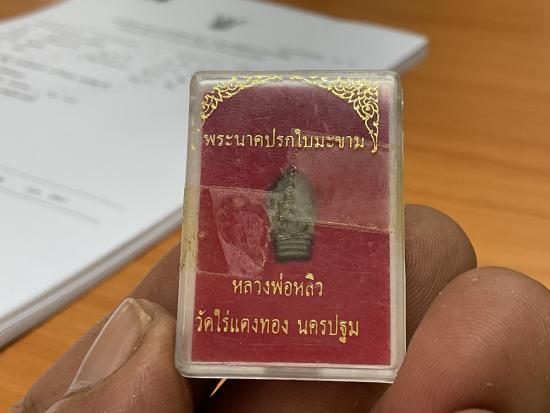 พระนาคปรกใบมะขาม
หลวงพ่อหลิว
วัดไร่แตงทอง นครปฐม